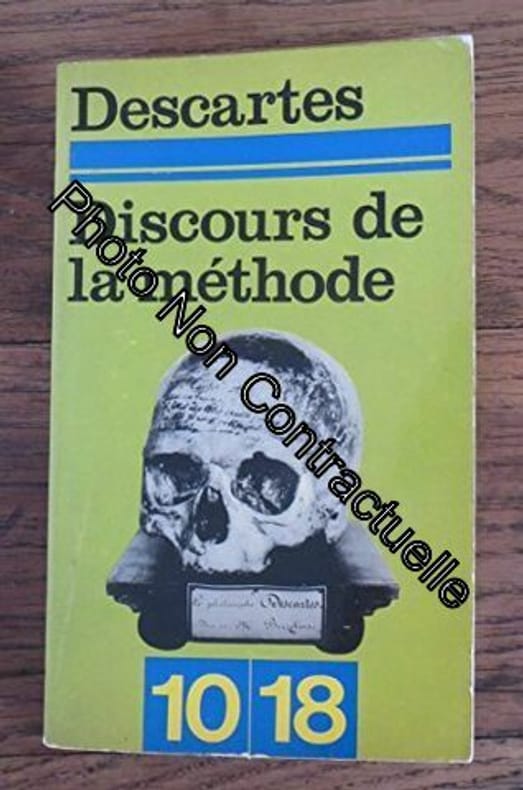 Descartes
Discours de
la méthode
Photo Non Contractuelle
Descartes
10 18